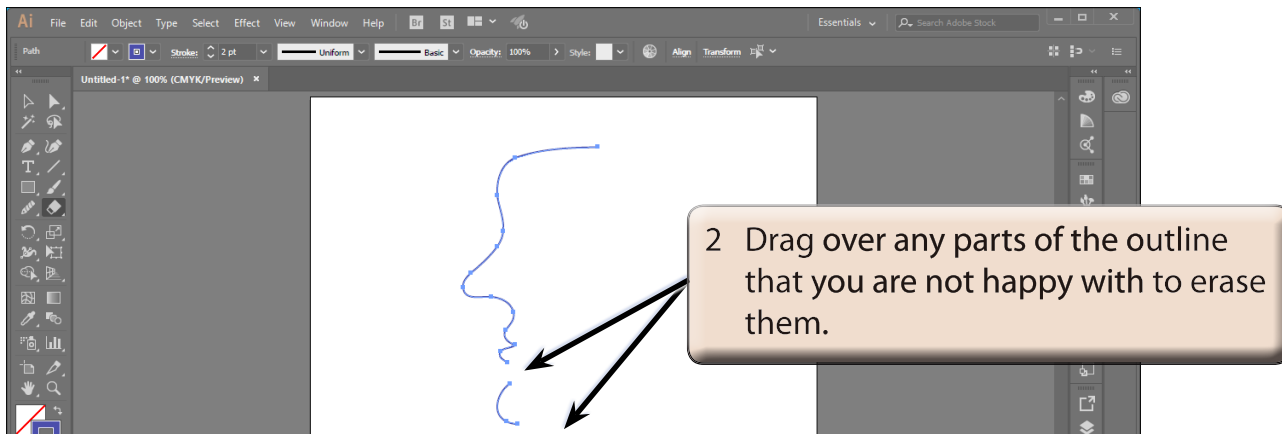 Ai File Edit Object Type Select Effect View Window Help Br St Essentials Search Adobe Stock
Path Stroke: 2 pt Uniform Basic Opacity: 100% Style: Align Transform
Untitled-1* @ 100% (CMYK/Preview) ×
2 Drag over any parts of the outline
that you are not happy with to erase
them.